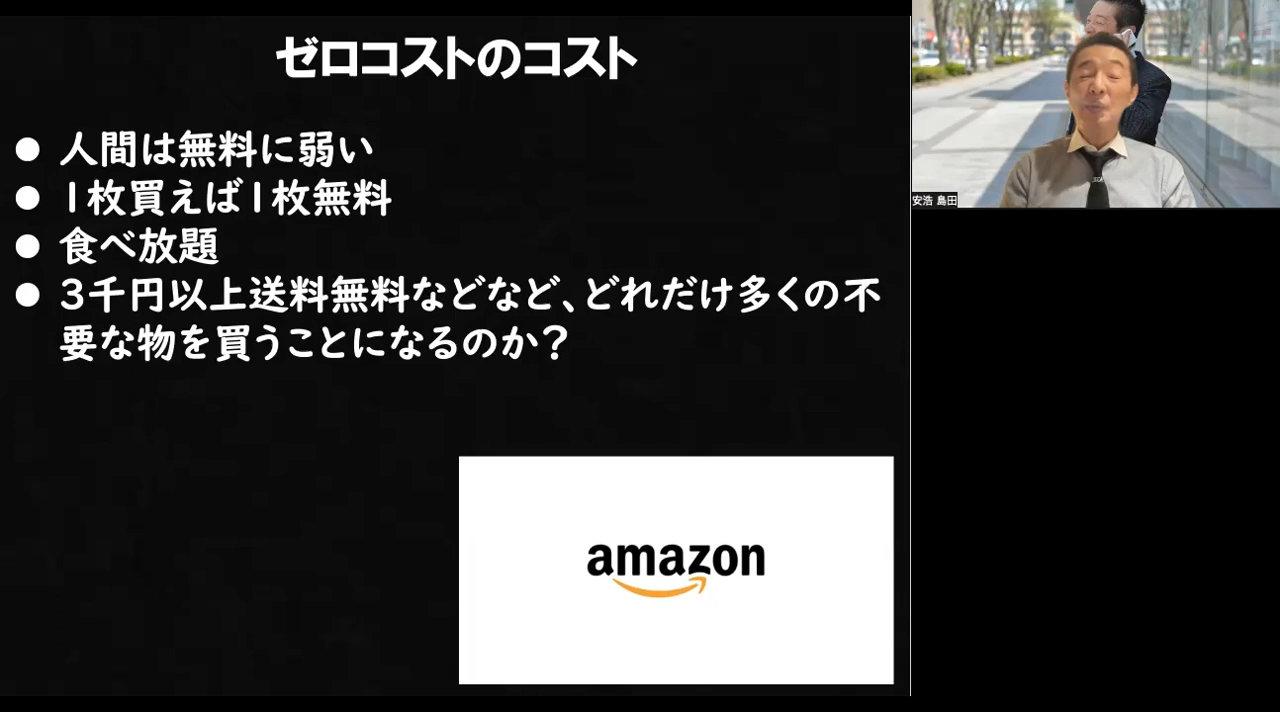 ゼロコストのコスト
● 人間は無料に弱い
● 1枚買えば1枚無料
● 食べ放題
● 3千円以上送料無料などなど、どれだけ多くの不
要な物を買うことになるのか?
amazon
安浩 島田